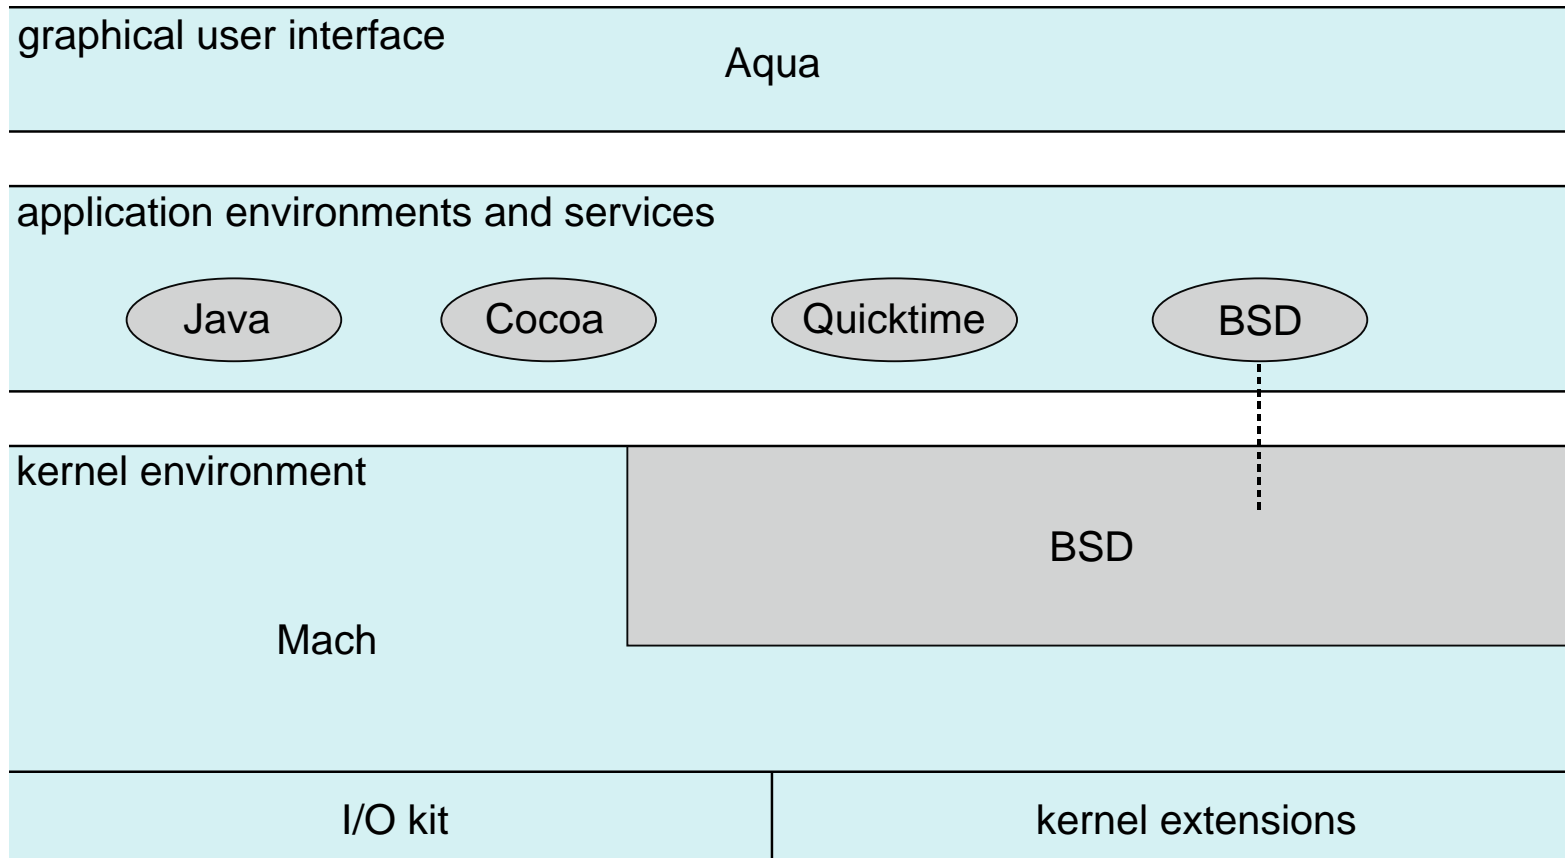 graphical user interface
Aqua
application environments and services
Java
Cocoa
Quicktime
BSD
kernel environment
BSD
Mach
I/O kit
kernel extensions